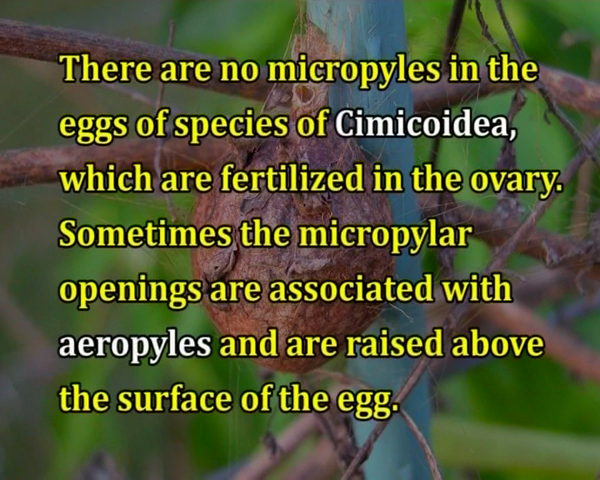 There are no micropyles in the
eggs of species of Cimicoidea,
which are fertilized in the ovary.
Sometimes the micropylar
openings are associated with
aeropyles and are raised above
the surface of the egg.